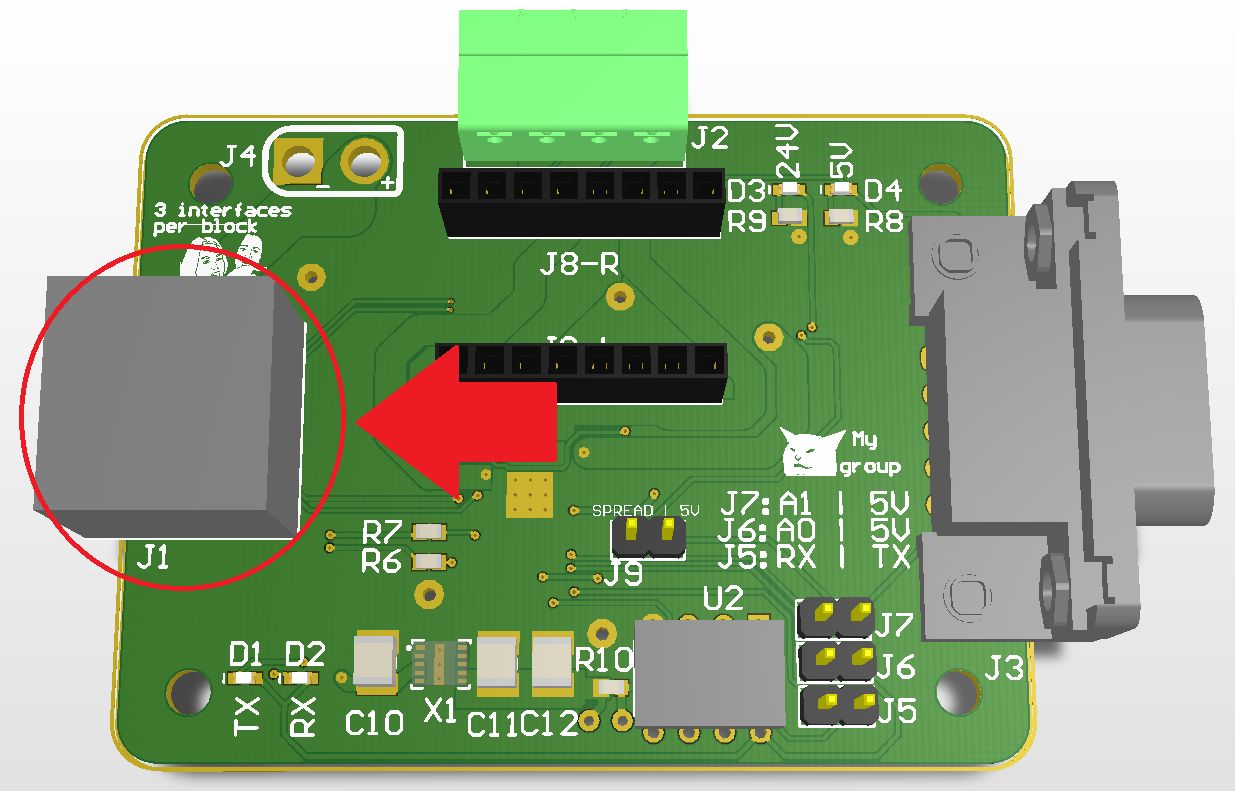 J2
24V
5V
J4
- +
D3
D4
R9
R8
3 interfaces
per block
J8-R
My
group
SPREAD | 5V
J7: A1 | 5V
J6: A0 | 5V
J5: RX | TX
R7
R6
J1
J9
U2
J7
J6
J5
J3
D1
D2
TX
RX
R10
C10
X1
C11
C12